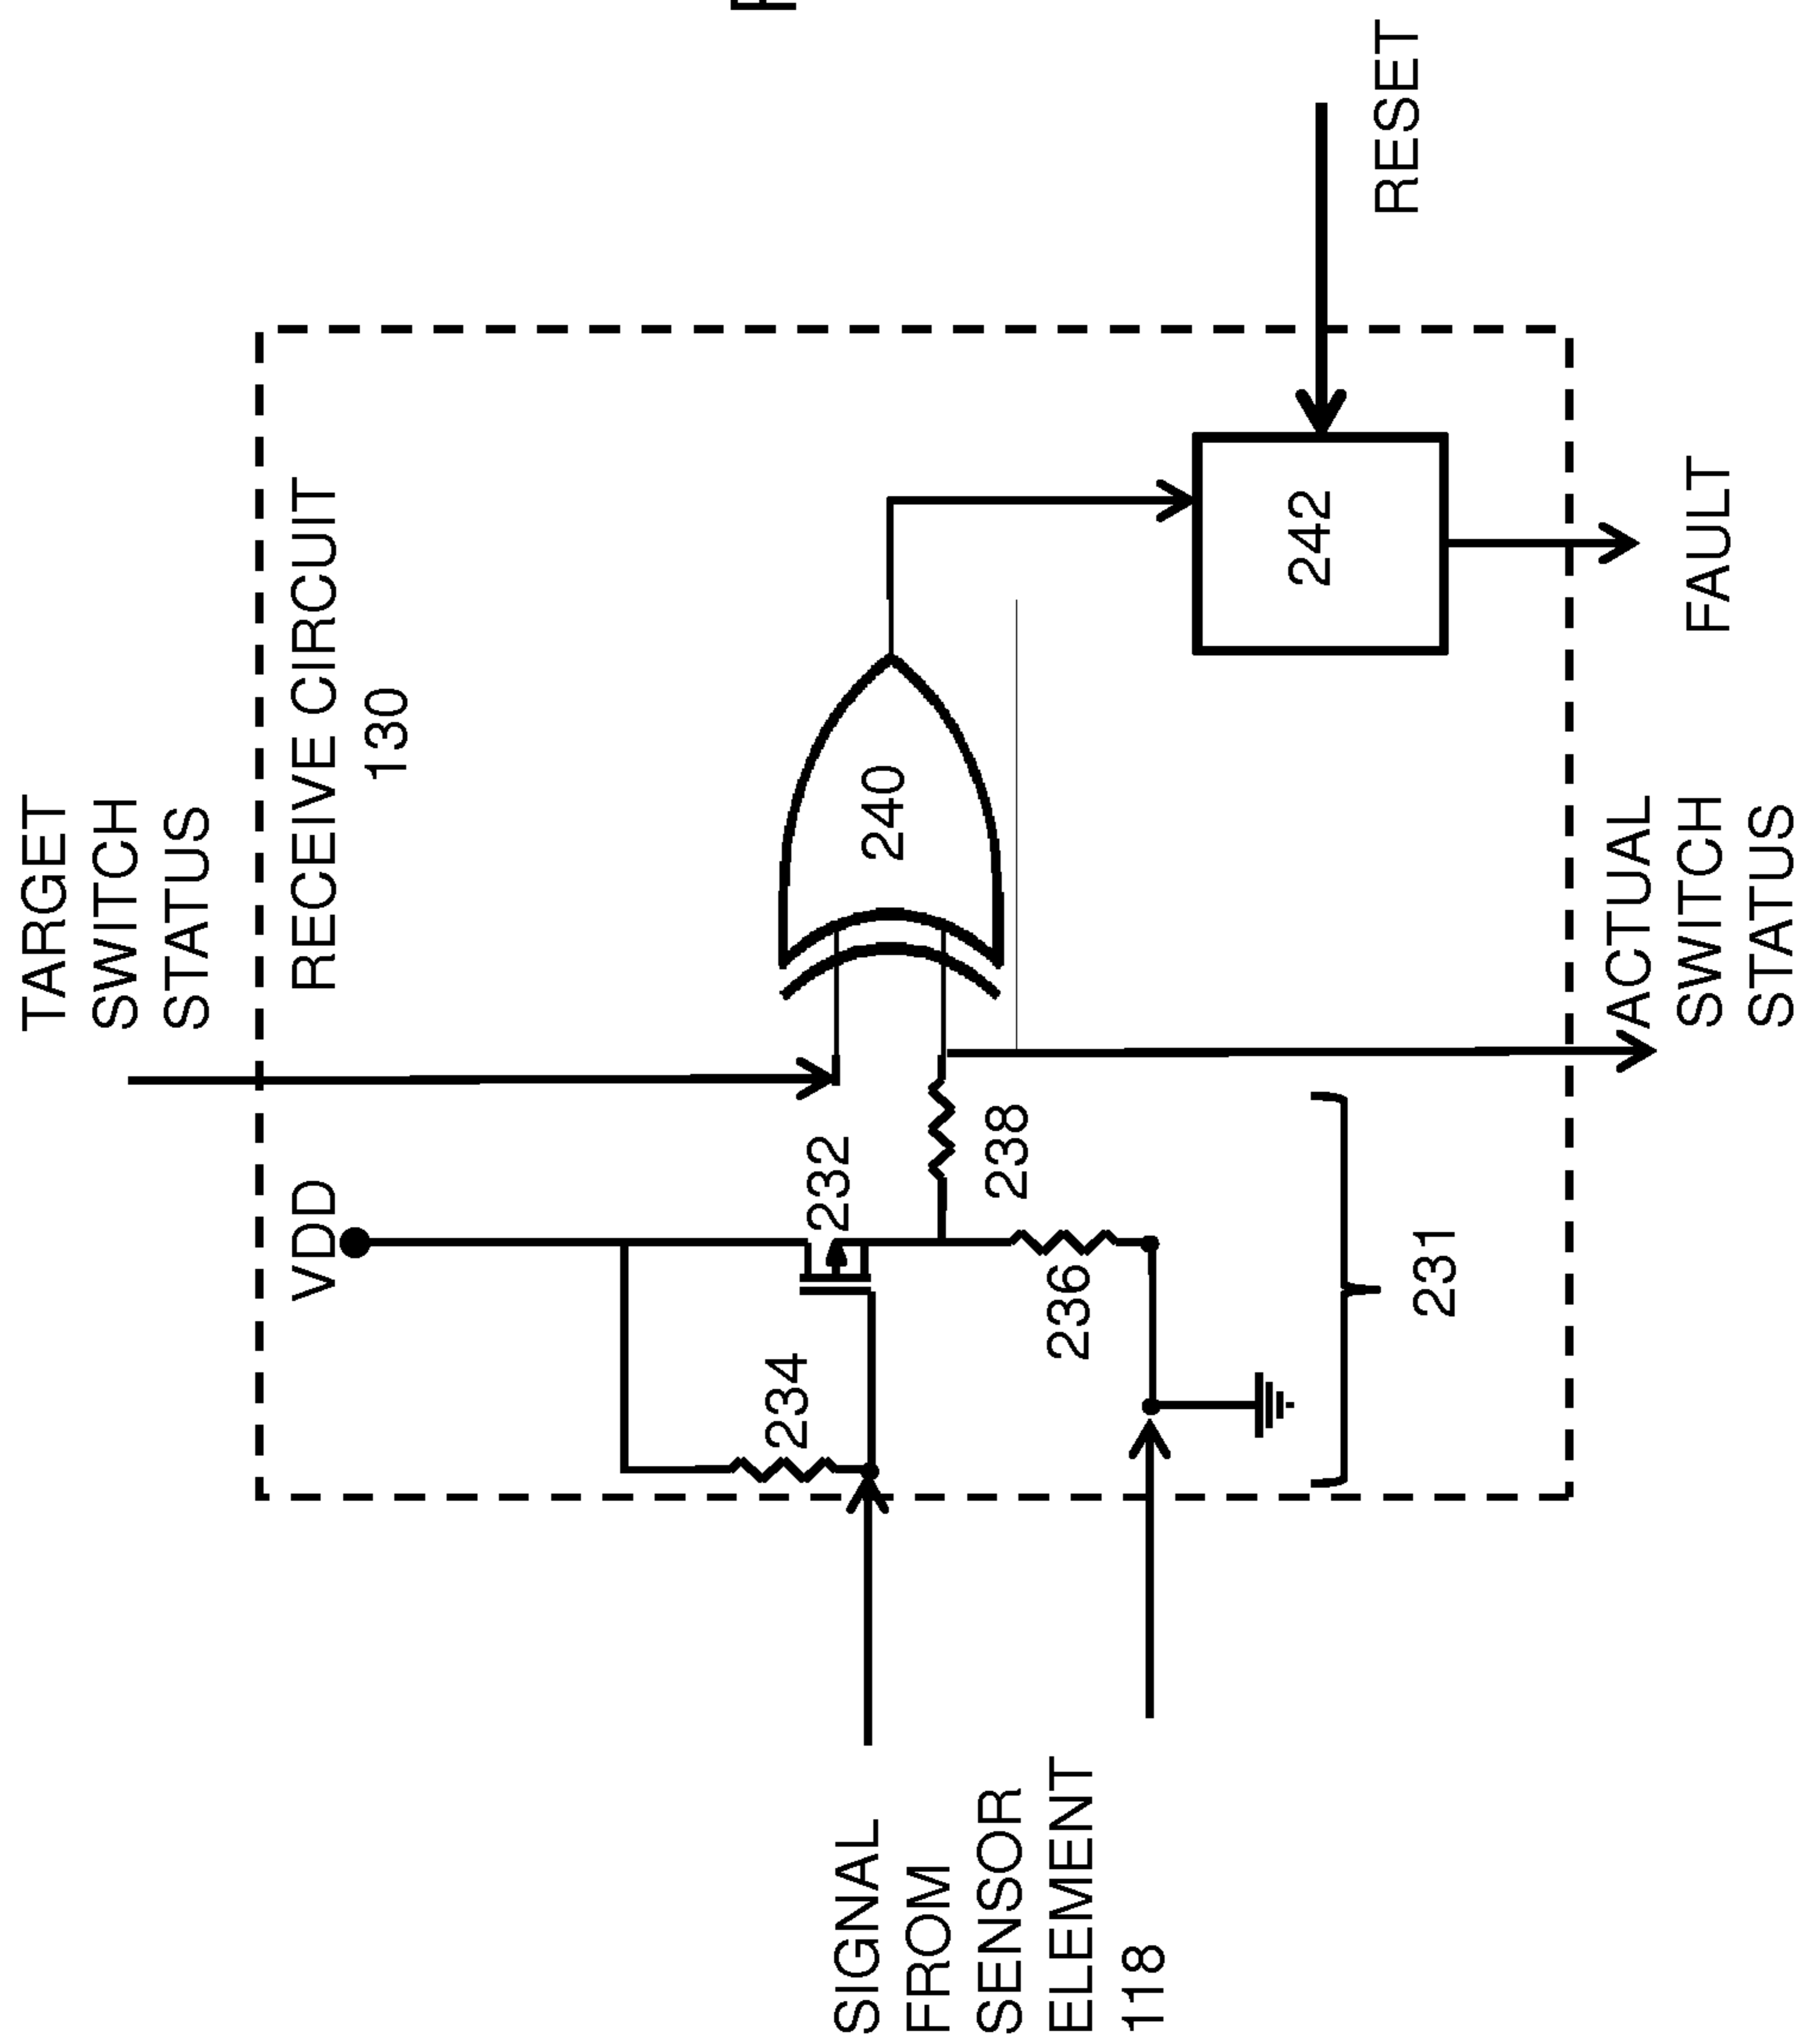 TARGET
SWITCH
STATUS
VDD
RECEIVE CIRCUIT
130
234
232
240
SIGNAL
FROM
SENSOR
ELEMENT
118
238
236
242
RESET
231
ACTUAL
SWITCH
STATUS
FAULT